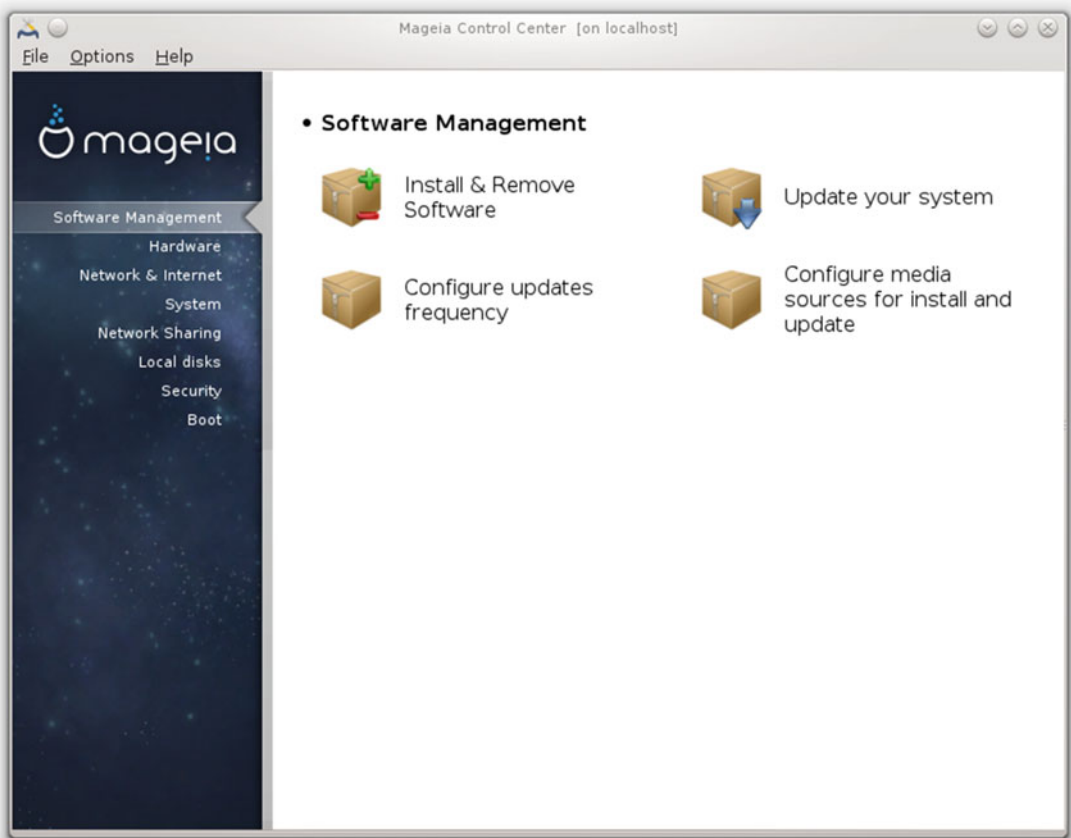 Mageia Control Center [on localhost]
File Options Help
mageia
Software Management
Hardware
Network & Internet
System
Network Sharing
Local disks
Security
Boot
• Software Management
Install & Remove
Software
Update your system
Configure updates
frequency
Configure media
sources for install and
update